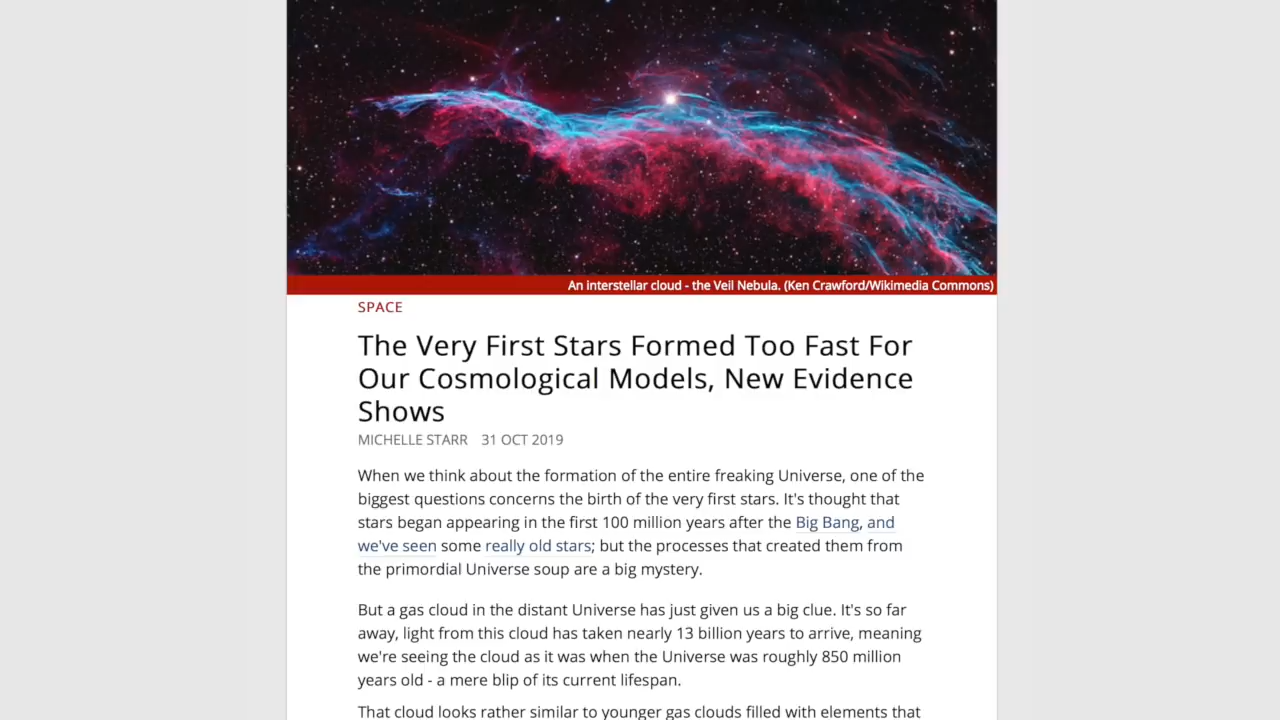 An interstellar cloud - the Veil Nebula. (Ken Crawford/Wikimedia Commons)
SPACE
The Very First Stars Formed Too Fast For
Our Cosmological Models, New Evidence
Shows
MICHELLE STARR 31 OCT 2019
When we think about the formation of the entire freaking Universe, one of the
biggest questions concerns the birth of the very first stars. It's thought that
stars began appearing in the first 100 million years after the Big Bang, and
we've seen some really old stars; but the processes that created them from
the primordial Universe soup are a big mystery.
But a gas cloud in the distant Universe has just given us a big clue. It's so far
away, light from this cloud has taken nearly 13 billion years to arrive, meaning
we're seeing the cloud as it was when the Universe was roughly 850 million
years old - a mere blip of its current lifespan.
That cloud looks rather similar to younger gas clouds filled with elements that